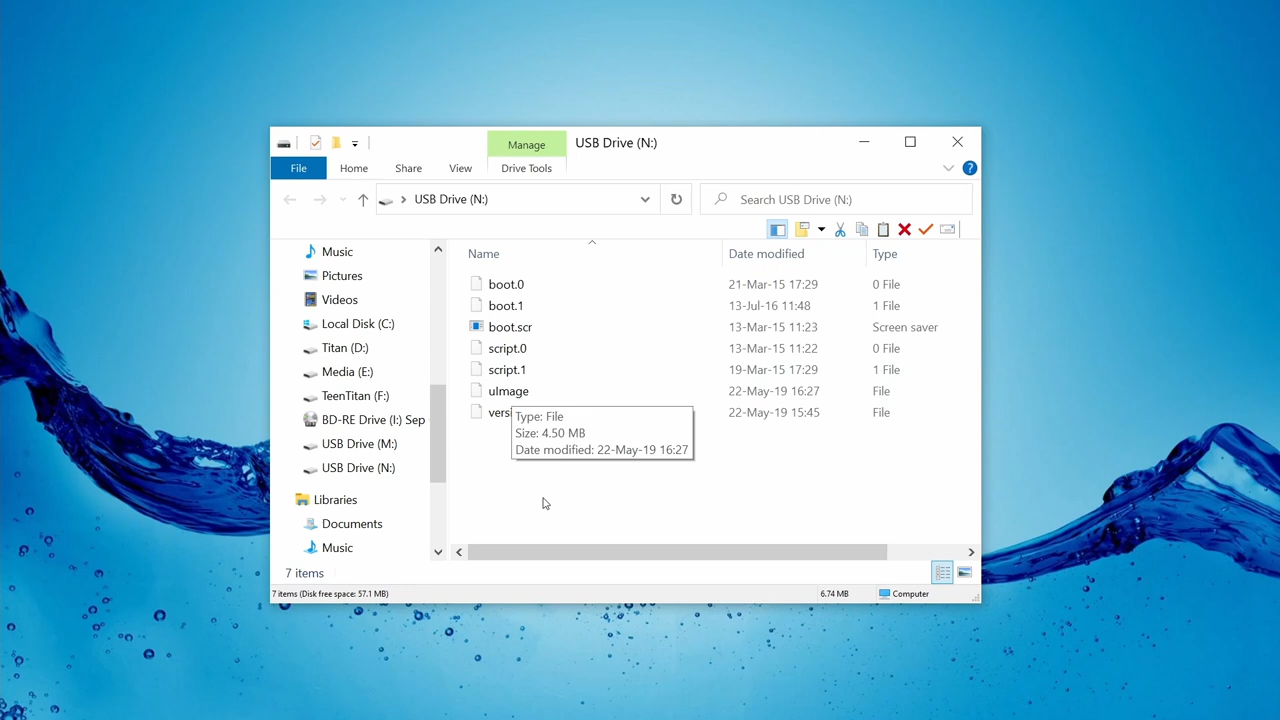 Manage
USB Drive (N:)
File
Home
Share
View
Drive Tools
?
USB Drive (N:)
Search USB Drive (N:)
Music
Pictures
Videos
Local Disk (C:)
Titan (D:)
Media (E:)
TeenTitan (F:)
BD-RE Drive (I:) Sep
USB Drive (M:)
USB Drive (N:)
Libraries
Documents
Music
Name
Date modified
Type
boot.0 21-Mar-15 17:29 0 File
boot.1 13-Jul-16 11:48 1 File
boot.scr 13-Mar-15 11:23 Screen saver
script.0 13-Mar-15 11:22 0 File
script.1 19-Mar-15 17:29 1 File
uImage 22-May-19 16:27 File
versi 22-May-19 15:45 File
Type: File
Size: 4.50 MB
Date modified: 22-May-19 16:27
7 items
7 items (Disk free space: 57.1 MB)
6.74 MB
Computer